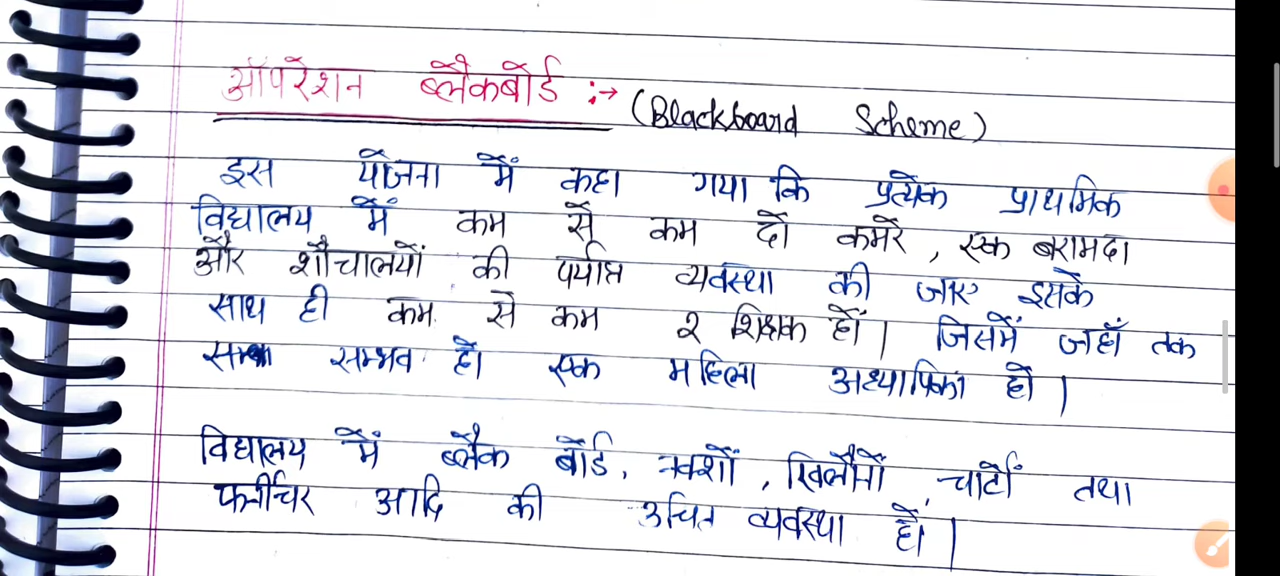 ऑपरेशन ब्लैकबोर्ड :→ (Blackboard Scheme)
इस योजना में कहा गया कि प्रत्येक प्राथमिक
विद्यालय में कम से कम दो कमरे, एक बरामदा
और शौचालयों की पर्याप्त व्यवस्था की जाए इसके
साथ ही कम से कम २ शिक्षक हों। जिसमें जहाँ तक
सम्भव हो एक महिला अध्यापिका हो।
विद्यालय में ब्लैक बोर्ड, नक्शों, खिलौनों, चार्टों तथा
फर्नीचर आदि की उचित व्यवस्था हो।